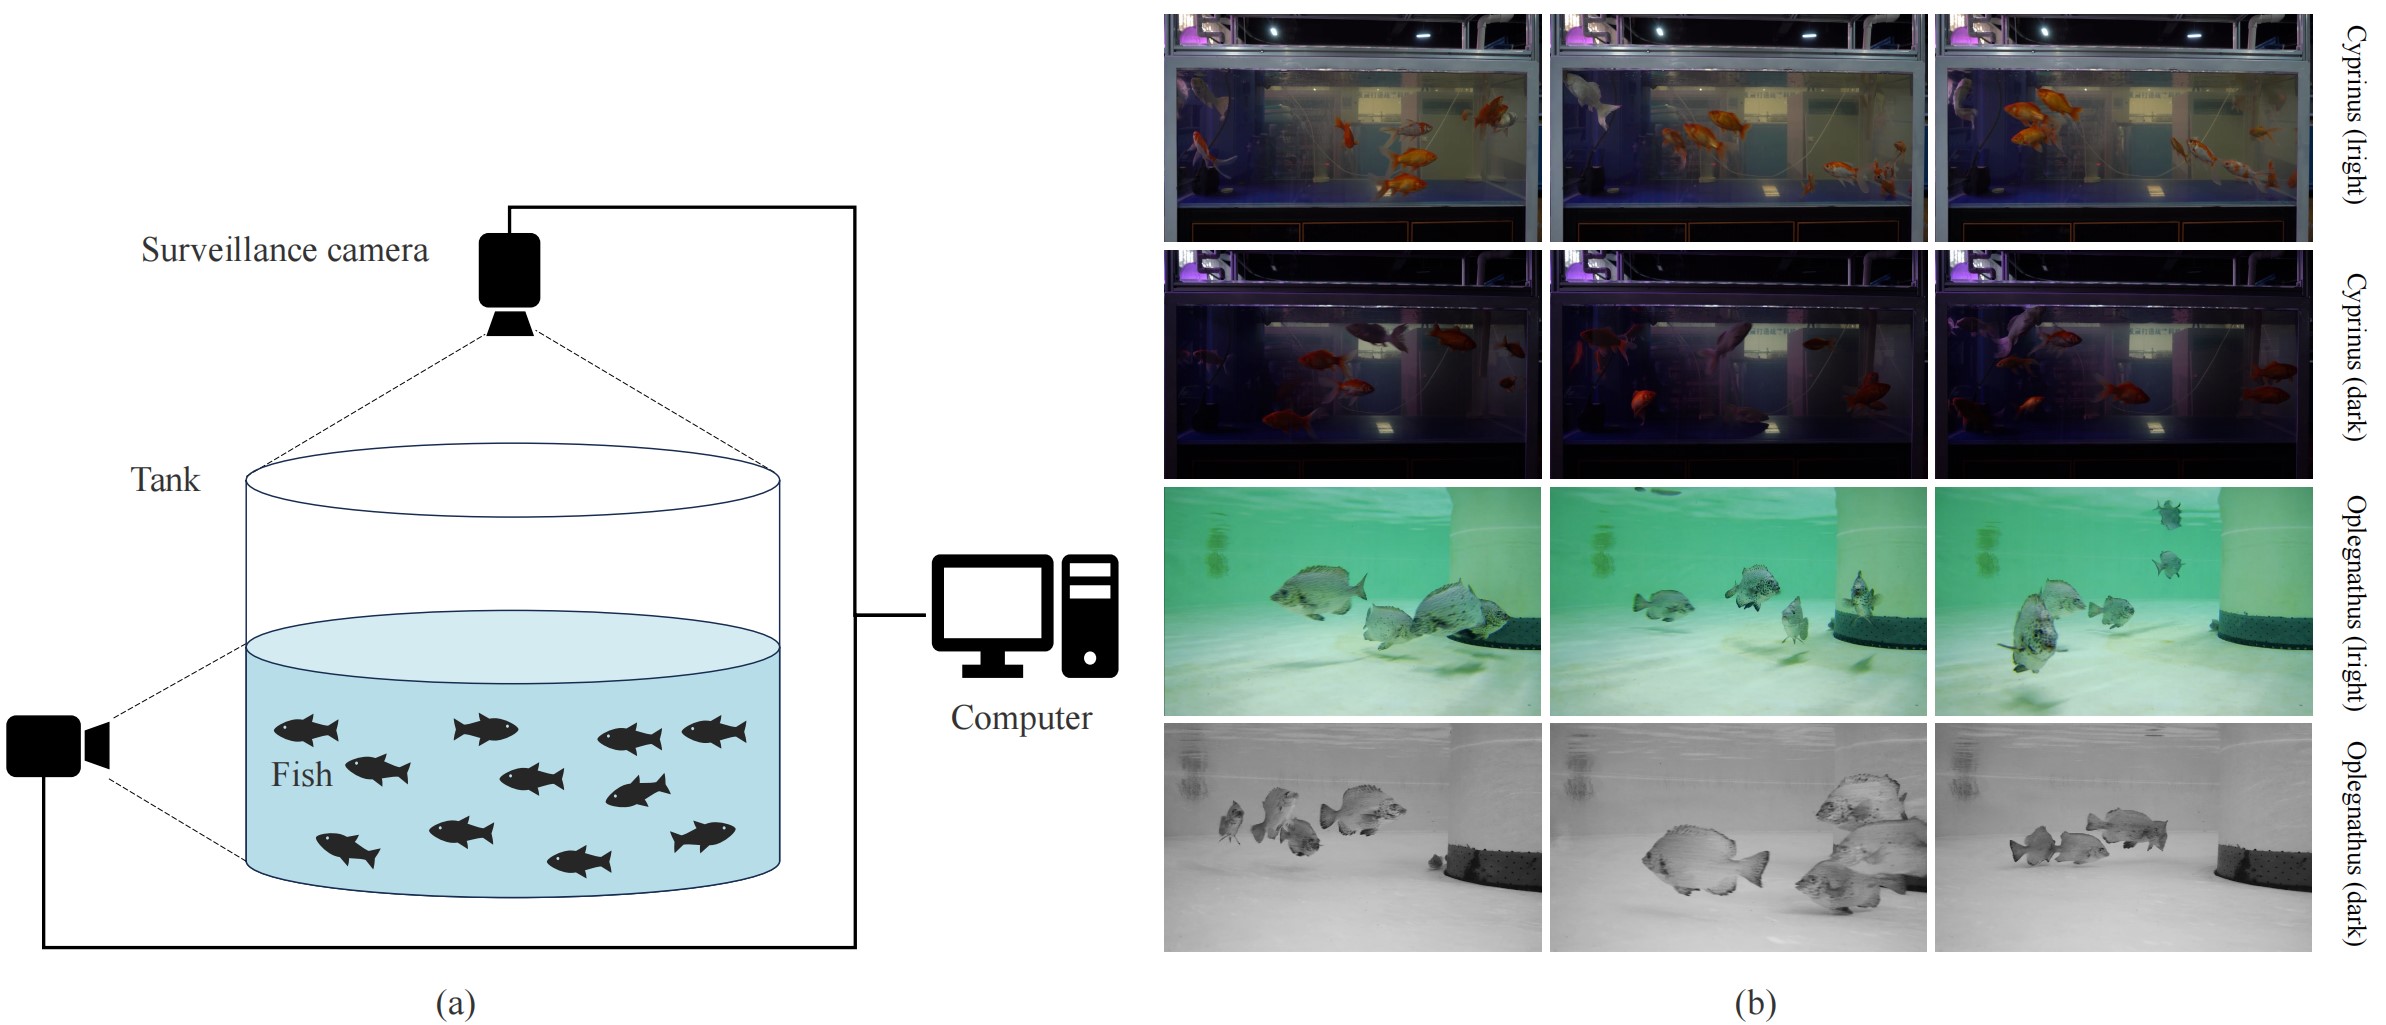 Surveillance camera
Tank
Fish
Computer
(a)
Cyprinus (lright)
Cyprinus (dark)
Oplegnathus (lright)
Oplegnathus (dark)
(b)